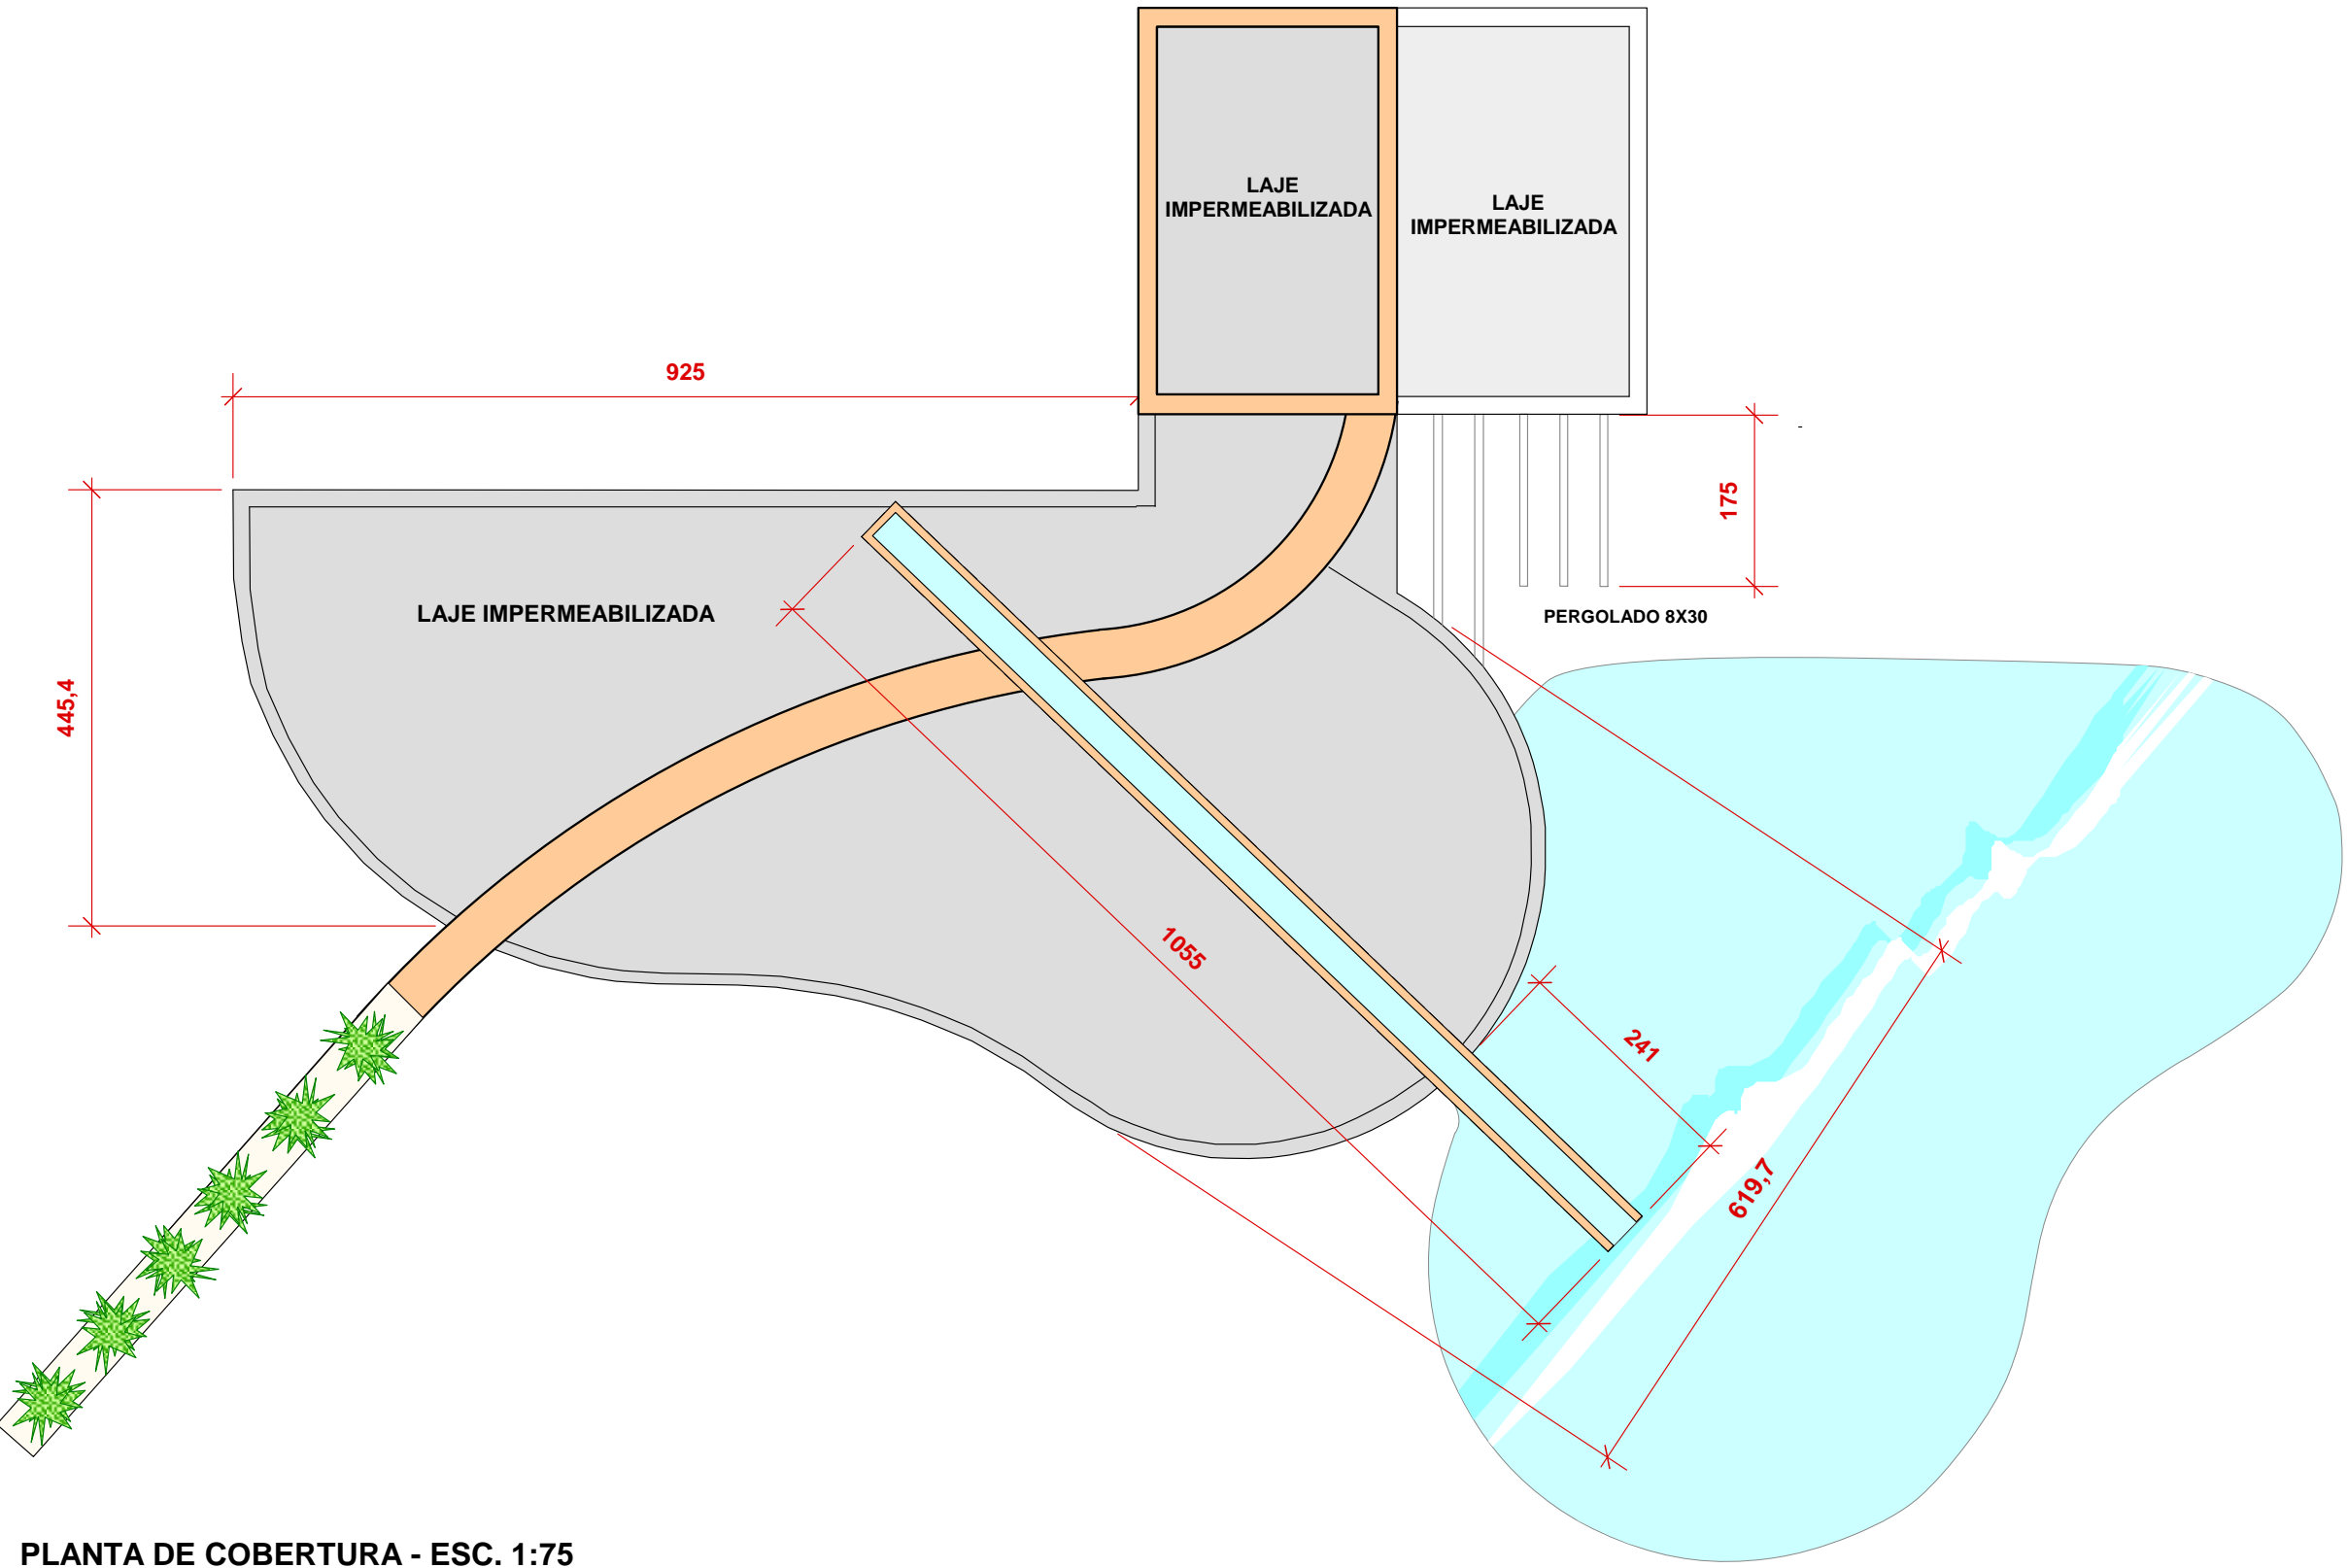 LAJE
IMPERMEABILIZADA
LAJE
IMPERMEABILIZADA
925
175
LAJE IMPERMEABILIZADA
PERGOLADO 8X30
445,4
1055
241
619,7
PLANTA DE COBERTURA - ESC. 1:75